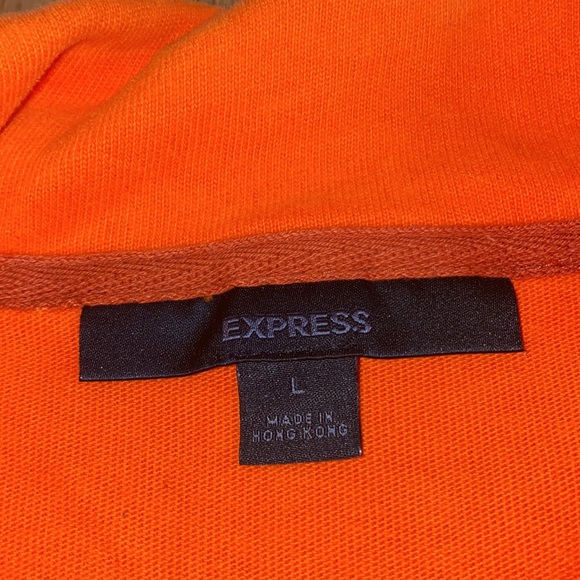 EXPRESS
L
MADE IN
HONG KONG